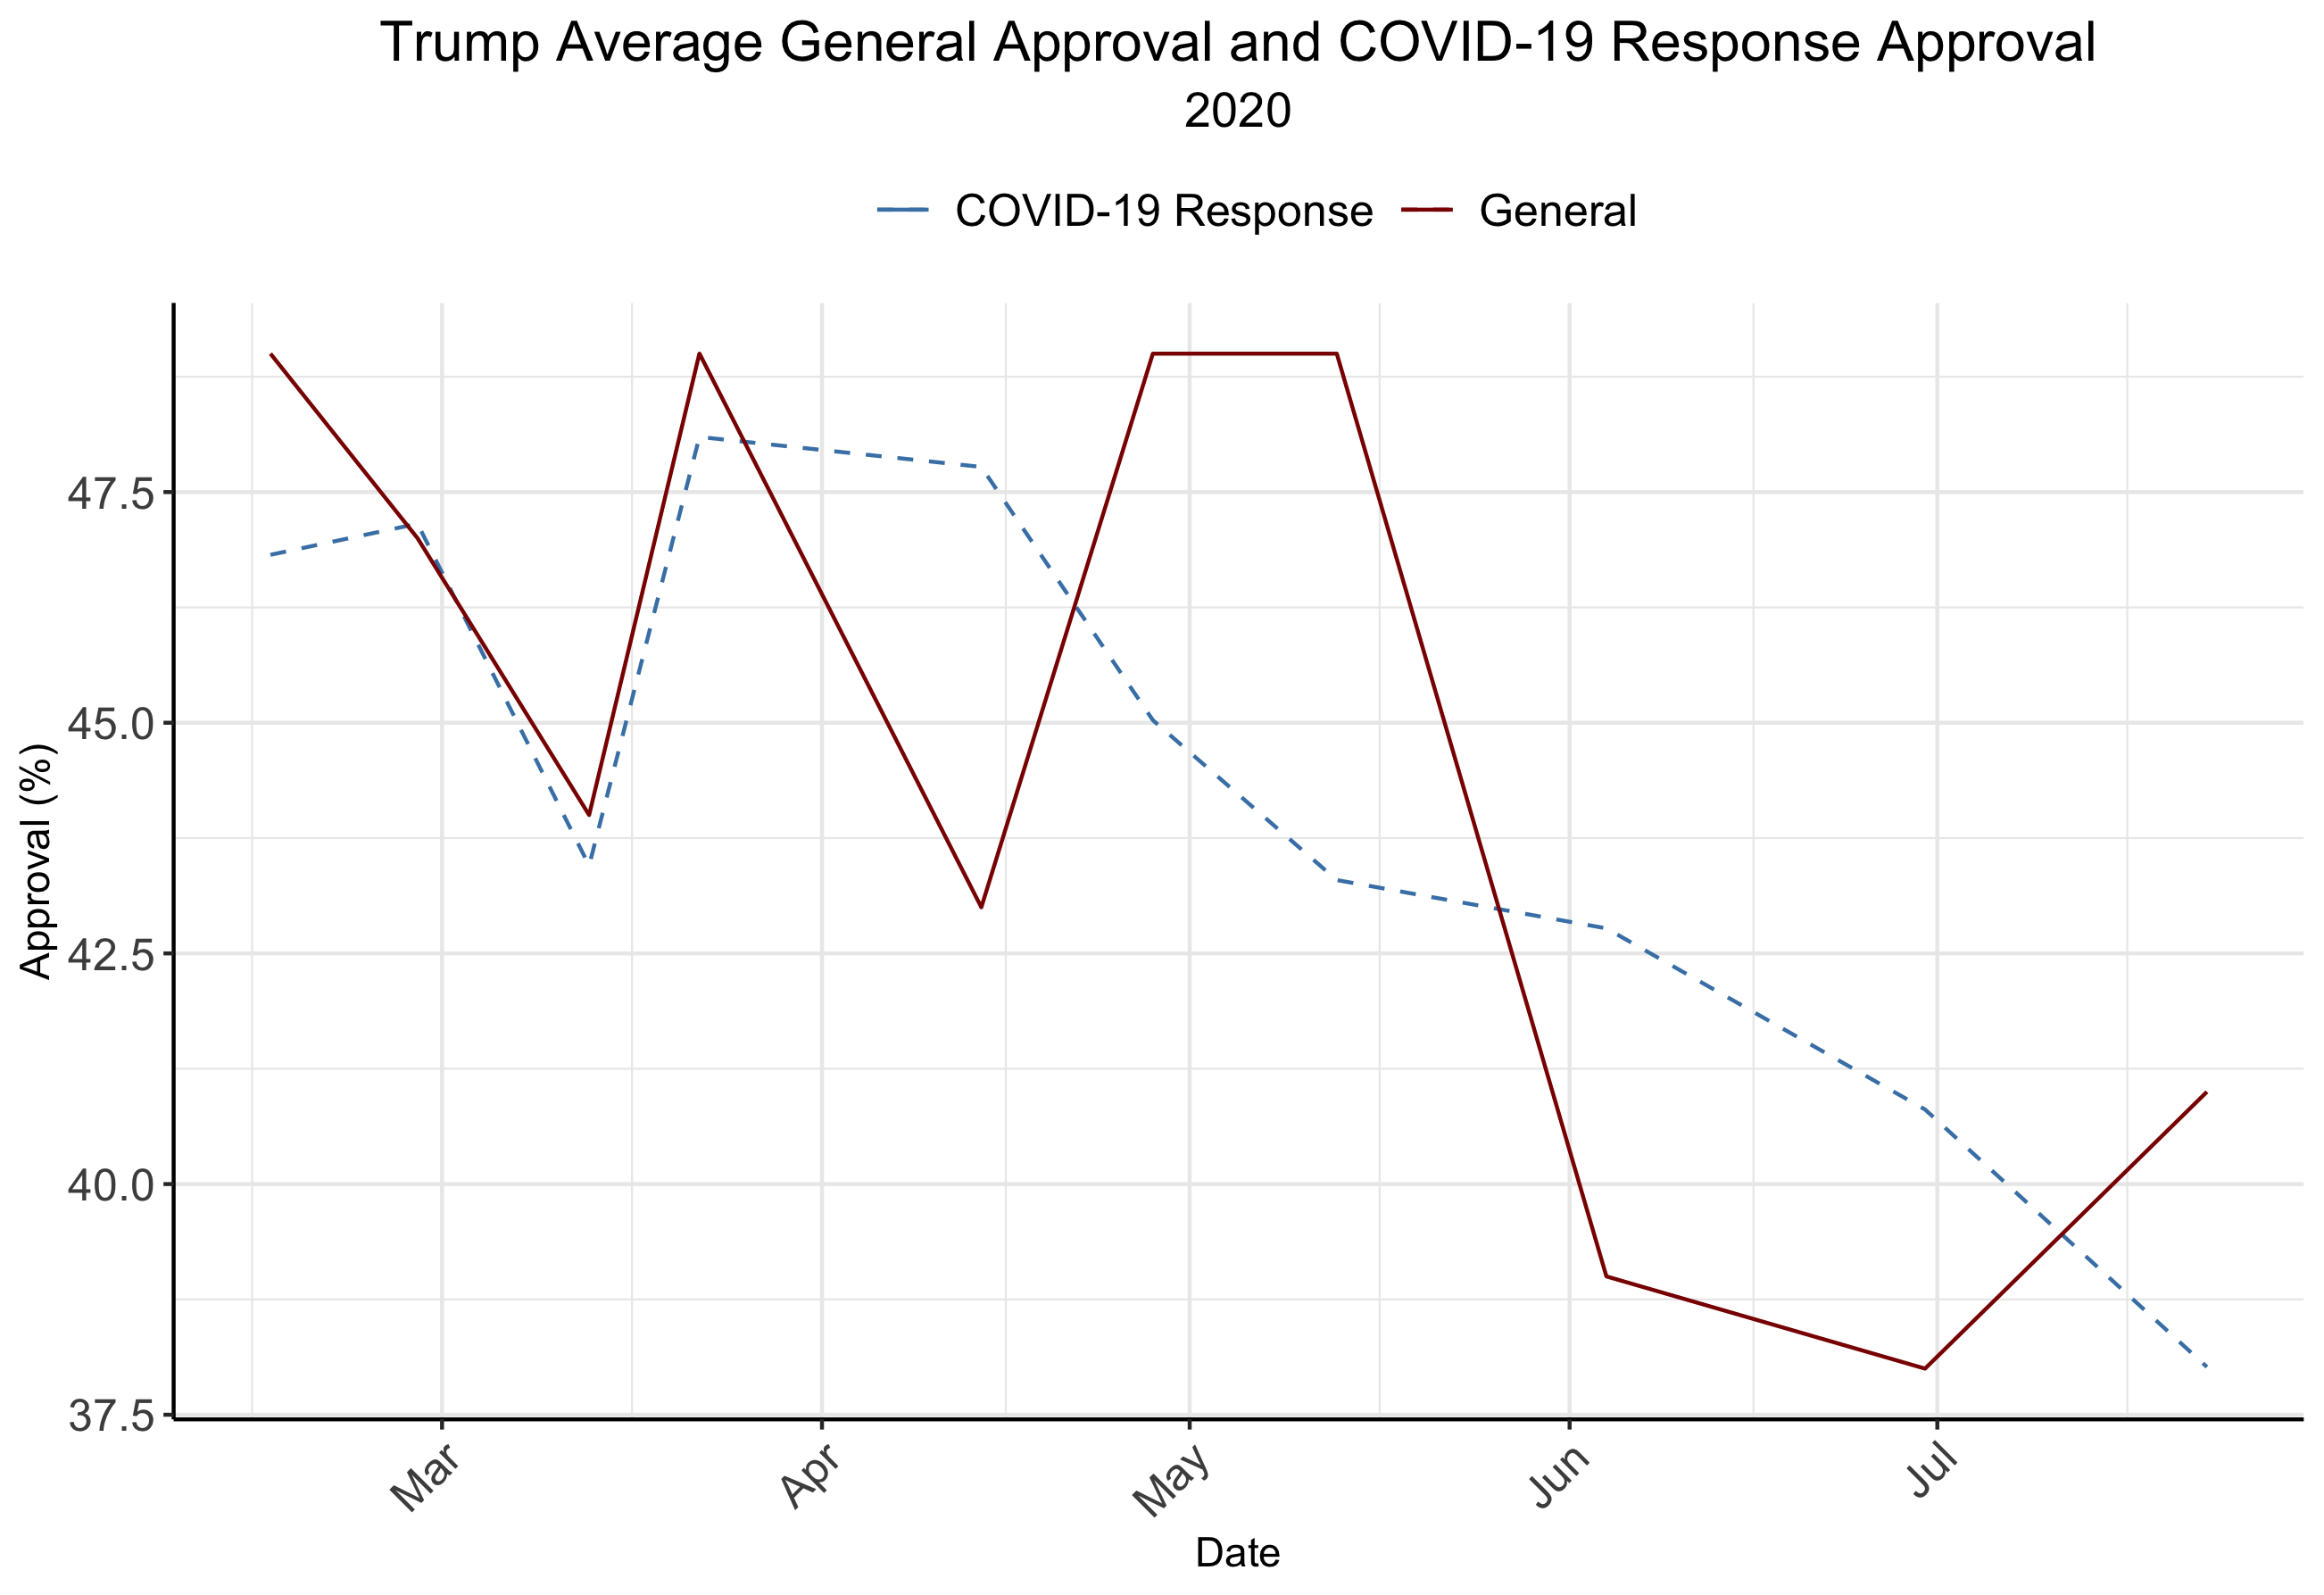 Trump Average General Approval and COVID-19 Response Approval
2020
COVID-19 Response General
Approval (%)
47.5
45.0
42.5
40.0
37.5
Mar Apr May Jun Jul
Date